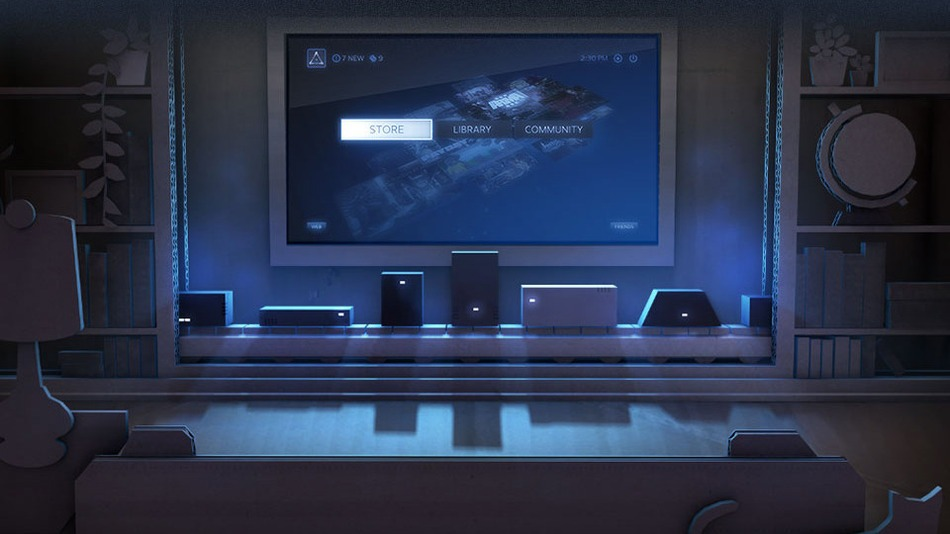 7 NEW 9 2:30 PM
STORE LIBRARY COMMUNITY
WEB FRIENDS